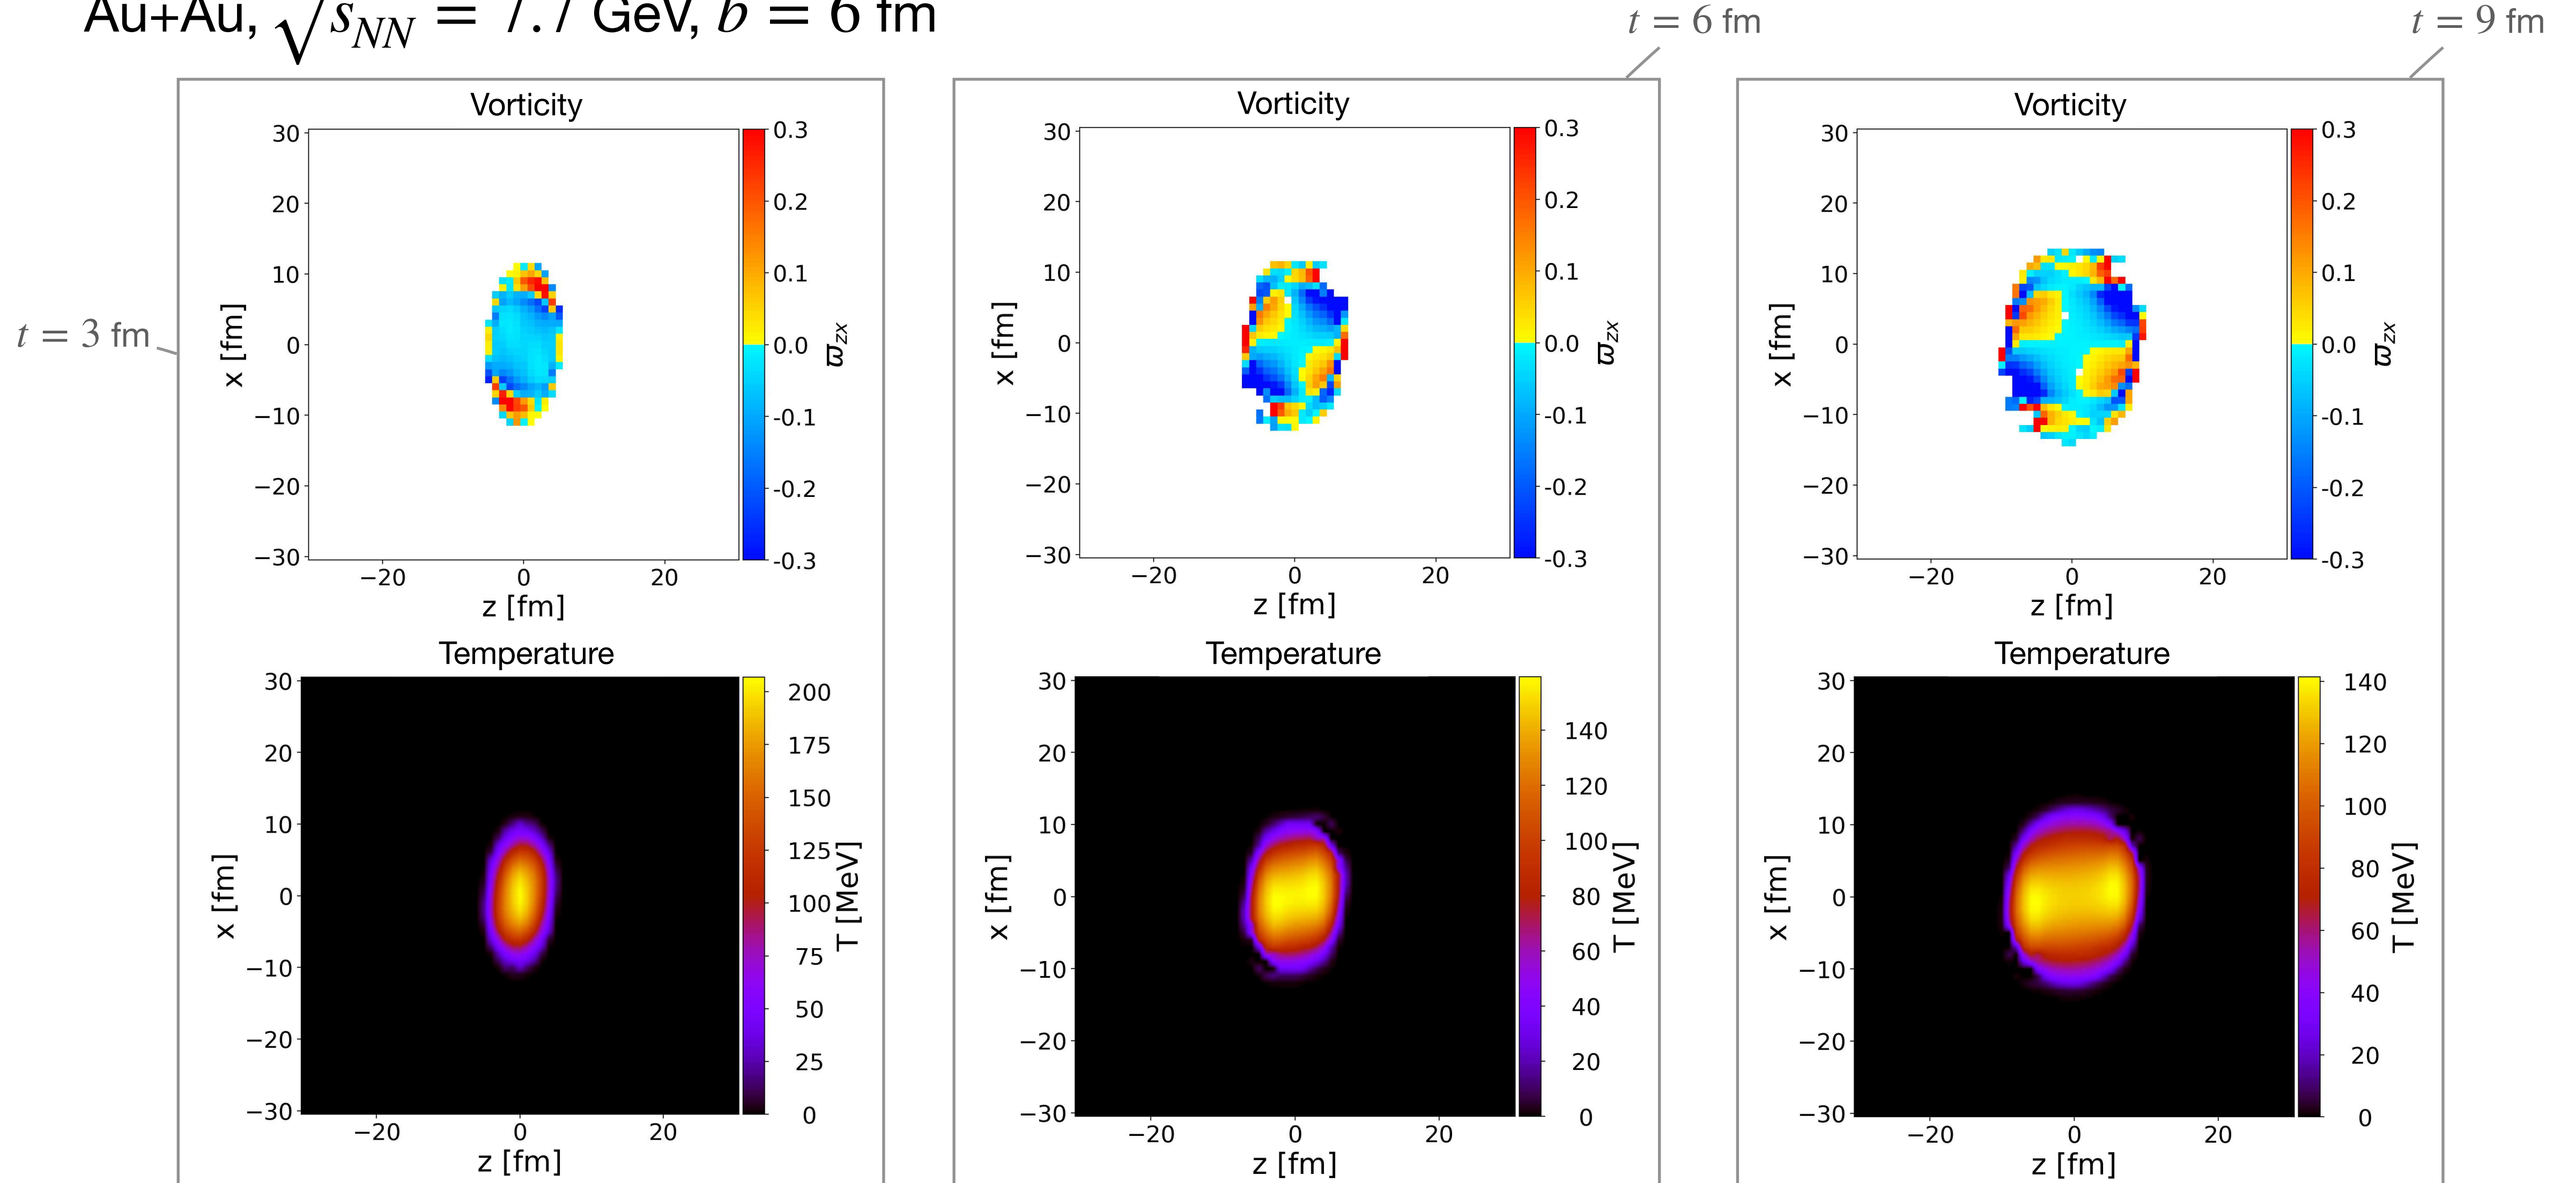 Au+Au, √s_NN = 7.7 GeV, b = 6 fm
t = 6 fm
t = 9 fm
t = 3 fm
Vorticity
30
20
10
0
−10
−20
−30
x [fm]
−20 0 20
z [fm]
0.3
0.2
0.1
0.0
-0.1
-0.2
-0.3
ϖzx
Vorticity
30
20
10
0
−10
−20
−30
x [fm]
−20 0 20
z [fm]
0.3
0.2
0.1
0.0
-0.1
-0.2
-0.3
ϖzx
Vorticity
30
20
10
0
−10
−20
−30
x [fm]
−20 0 20
z [fm]
0.3
0.2
0.1
0.0
-0.1
-0.2
-0.3
ϖzx
Temperature
30
20
10
0
−10
−20
−30
x [fm]
−20 0 20
z [fm]
200
175
150
125
100
75
50
25
0
T [MeV]
Temperature
30
20
10
0
−10
−20
−30
x [fm]
−20 0 20
z [fm]
140
120
100
80
60
40
20
0
T [MeV]
Temperature
30
20
10
0
−10
−20
−30
x [fm]
−20 0 20
z [fm]
140
120
100
80
60
40
20
0
T [MeV]